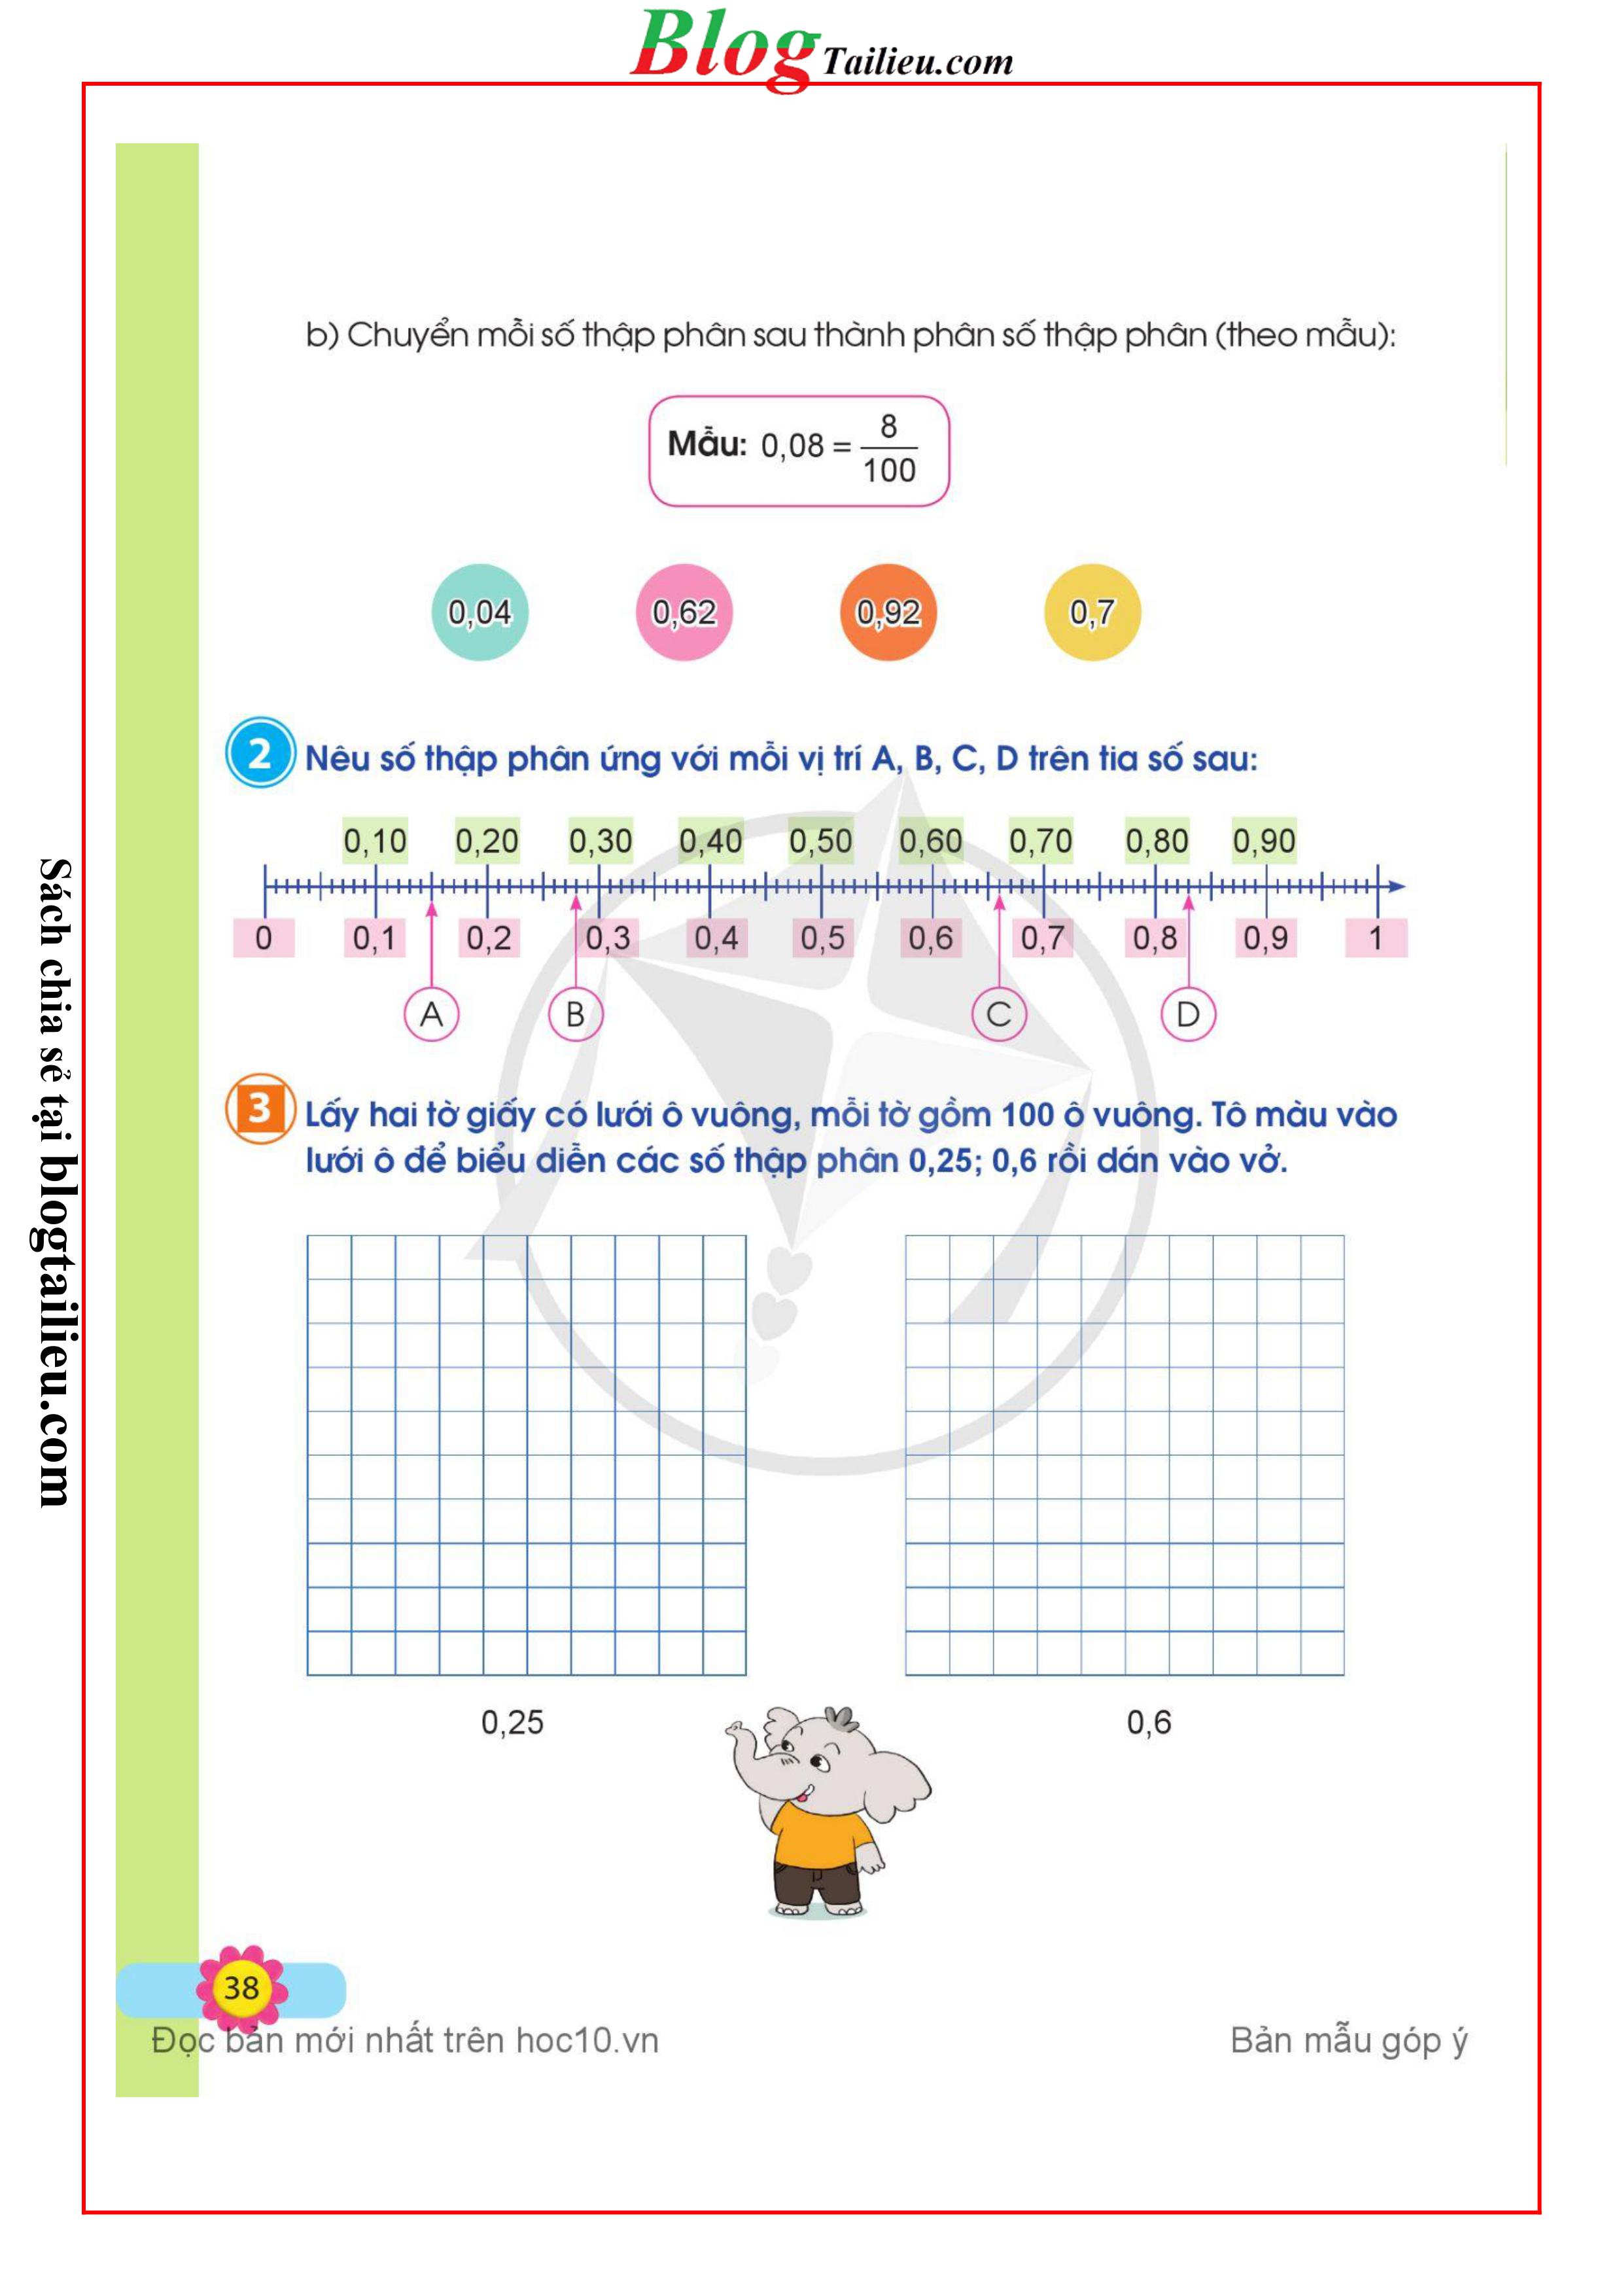 Blog Tailieu.com
b) Chuyển mỗi số thập phân sau thành phân số thập phân (theo mẫu):
Mẫu: 0,08 = 8/100
0,04 0,62 0,92 0,7
2 Nêu số thập phân ứng với mỗi vị trí A, B, C, D trên tia số sau:
0,10 0,20 0,30 0,40 0,50 0,60 0,70 0,80 0,90
0 0,1 0,2 0,3 0,4 0,5 0,6 0,7 0,8 0,9 1
A B C D
3 Lấy hai tờ giấy có lưới ô vuông, mỗi tờ gồm 100 ô vuông. Tô màu vào
lưới ô để biểu diễn các số thập phân 0,25; 0,6 rồi dán vào vở.
0,25 0,6
38
Đọc bản mới nhất trên hoc10.vn Bản mẫu góp ý
Sách chia sẻ tại blogtailieu.com